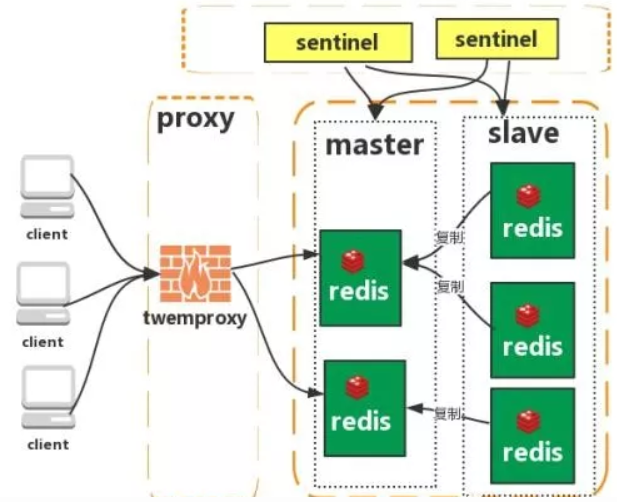 sentinel
sentinel
proxy
master
slave
redis
client
复制
redis
复制
client
twemproxy
redis
redis
复制
client
redis